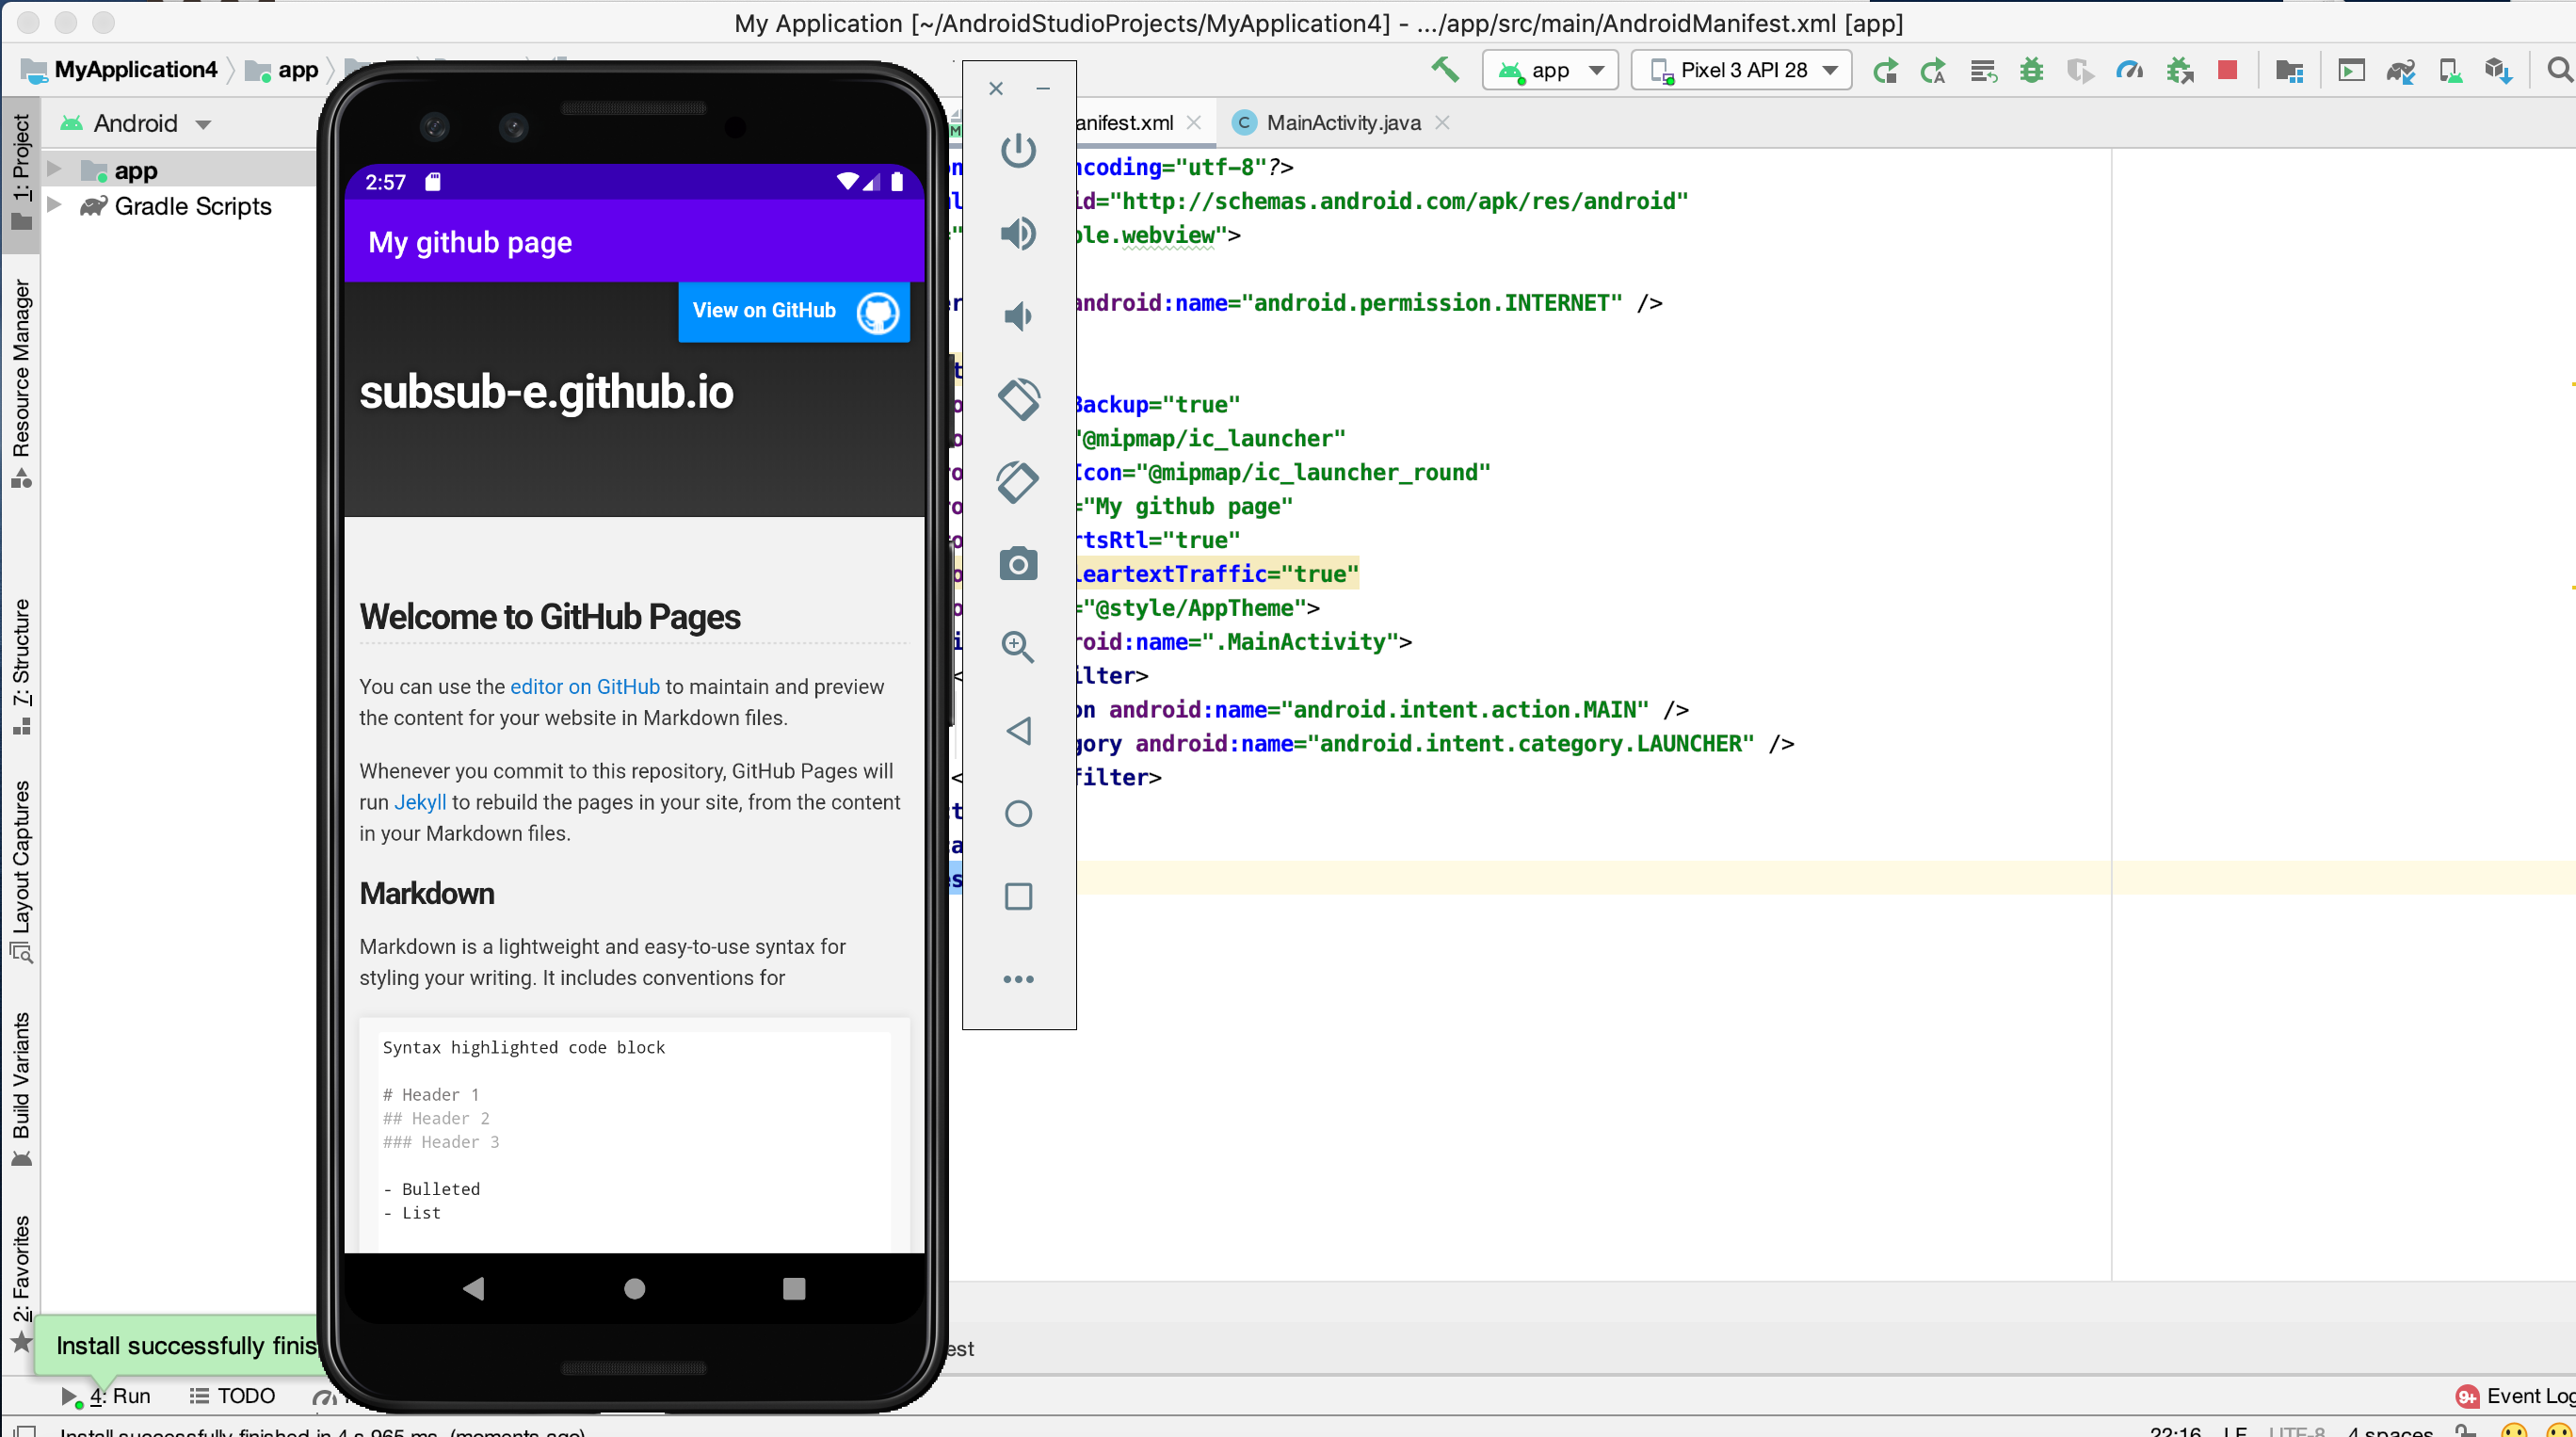 My Application [~/AndroidStudioProjects/MyApplication4] - .../app/src/main/AndroidManifest.xml [app]
MyApplication4
app
app
Pixel 3 API 28
1: Project
Resource Manager
7: Structure
Layout Captures
Build Variants
2: Favorites
Android
app
Gradle Scripts
2:57
My github page
View on GitHub
subsub-e.github.io
Welcome to GitHub Pages
You can use the editor on GitHub to maintain and preview
the content for your website in Markdown files.
Whenever you commit to this repository, GitHub Pages will
run Jekyll to rebuild the pages in your site, from the content
in your Markdown files.
Markdown
Markdown is a lightweight and easy-to-use syntax for
styling your writing. It includes conventions for
Syntax highlighted code block
# Header 1
## Header 2
### Header 3
- Bulleted
- List
anifest.xml
MainActivity.java
ncoding="utf-8"?>
id="http://schemas.android.com/apk/res/android"
ple.webview">
android:name="android.permission.INTERNET" />
Backup="true"
"@mipmap/ic_launcher"
Icon="@mipmap/ic_launcher_round"
="My github page"
rtsRtl="true"
leartextTraffic="true"
="@style/AppTheme">
roid:name=".MainActivity">
ilter>
on android:name="android.intent.action.MAIN" />
gory android:name="android.intent.category.LAUNCHER" />
filter>
est
Install successfully finis
4: Run
TODO
9+ Event Log
Install successfully finished in 4 s 965 ms. (moments ago)
22:16 LF UTF-8 4 spaces